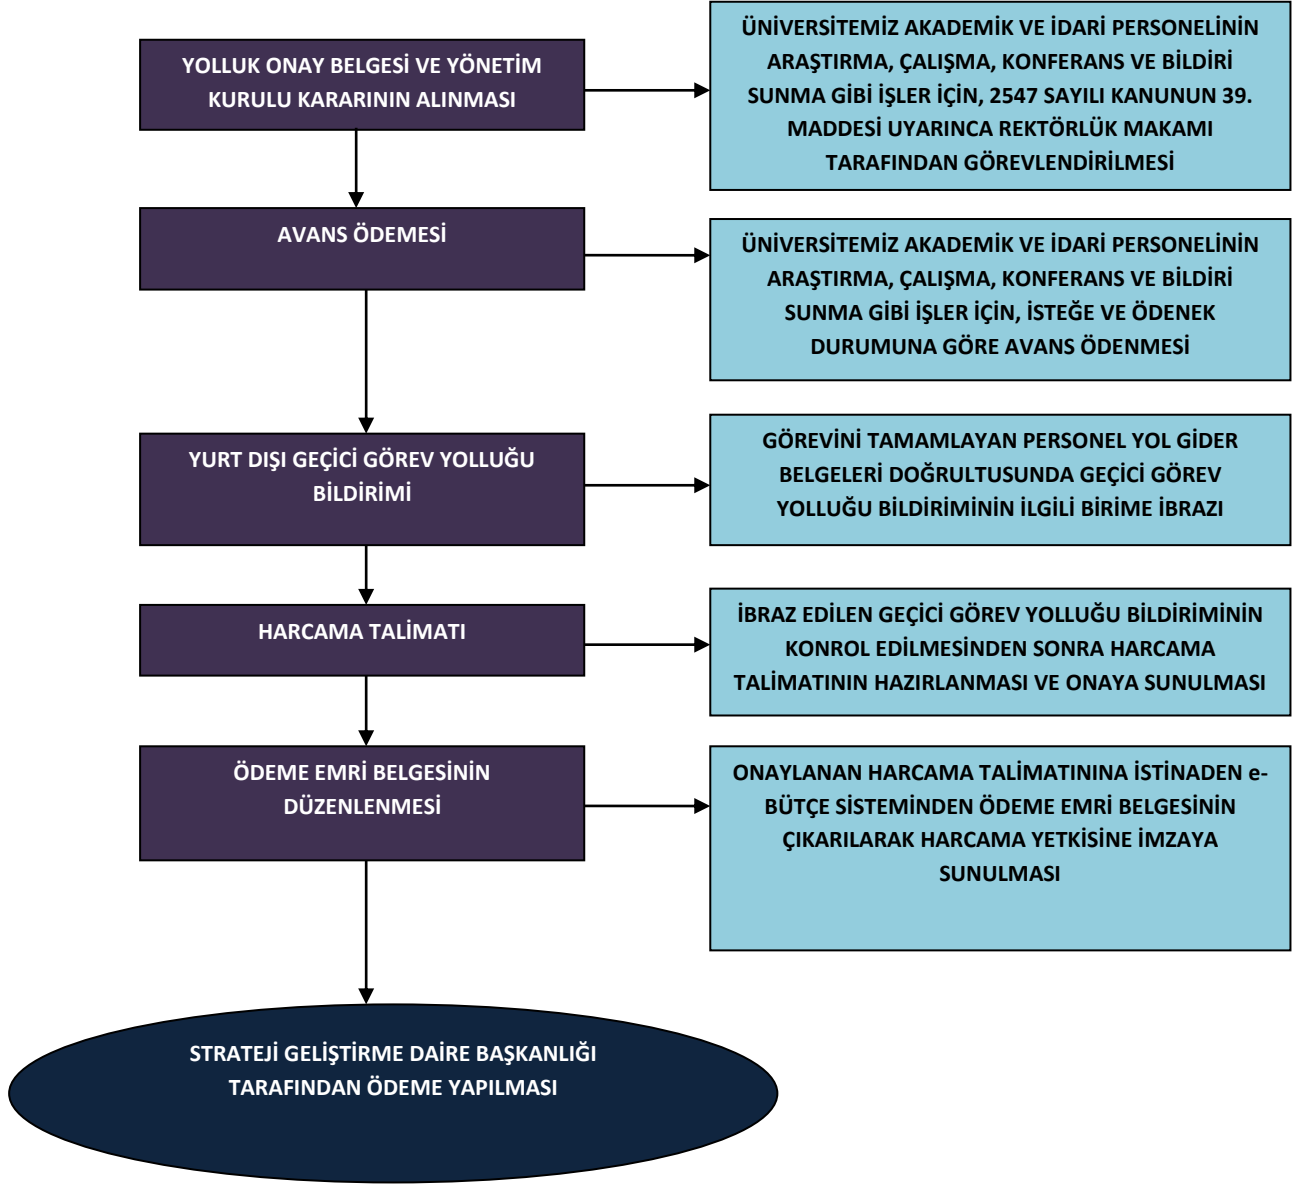 YOLLUK ONAY BELGESİ VE YÖNETİM
KURULU KARARININ ALINMASI
ÜNİVERSİTEMİZ AKADEMİK VE İDARİ PERSONELİNİN
ARAŞTIRMA, ÇALIŞMA, KONFERANS VE BİLDİRİ
SUNMA GİBİ İŞLER İÇİN, 2547 SAYILI KANUNUN 39.
MADDESİ UYARINCA REKTÖRLÜK MAKAMI
TARAFINDAN GÖREVLENDİRİLMESİ
AVANS ÖDEMESİ
ÜNİVERSİTEMİZ AKADEMİK VE İDARİ PERSONELİNİN
ARAŞTIRMA, ÇALIŞMA, KONFERANS VE BİLDİRİ
SUNMA GİBİ İŞLER İÇİN, İSTEĞE VE ÖDENEK
DURUMUNA GÖRE AVANS ÖDENMESİ
YURT DIŞI GEÇİCİ GÖREV YOLLUĞU
BİLDİRİMİ
GÖREVİNİ TAMAMLAYAN PERSONEL YOL GİDER
BELGELERİ DOĞRULTUSUNDA GEÇİCİ GÖREV
YOLLUĞU BİLDİRİMİNİN İLGİLİ BİRİME İBRAZI
HARCAMA TALİMATI
İBRAZ EDİLEN GEÇİCİ GÖREV YOLLUĞU BİLDİRİMİNİN
KONROL EDİLMESİNDEN SONRA HARCAMA
TALİMATININ HAZIRLANMASI VE ONAYA SUNULMASI
ÖDEME EMRİ BELGESİNİN
DÜZENLENMESİ
ONAYLANAN HARCAMA TALİMATININA İSTİNADEN e-
BÜTÇE SİSTEMİNDEN ÖDEME EMRİ BELGESİNİN
ÇIKARILARAK HARCAMA YETKİSİNE İMZAYA
SUNULMASI
STRATEJİ GELİŞTİRME DAİRE BAŞKANLIĞI
TARAFINDAN ÖDEME YAPILMASI